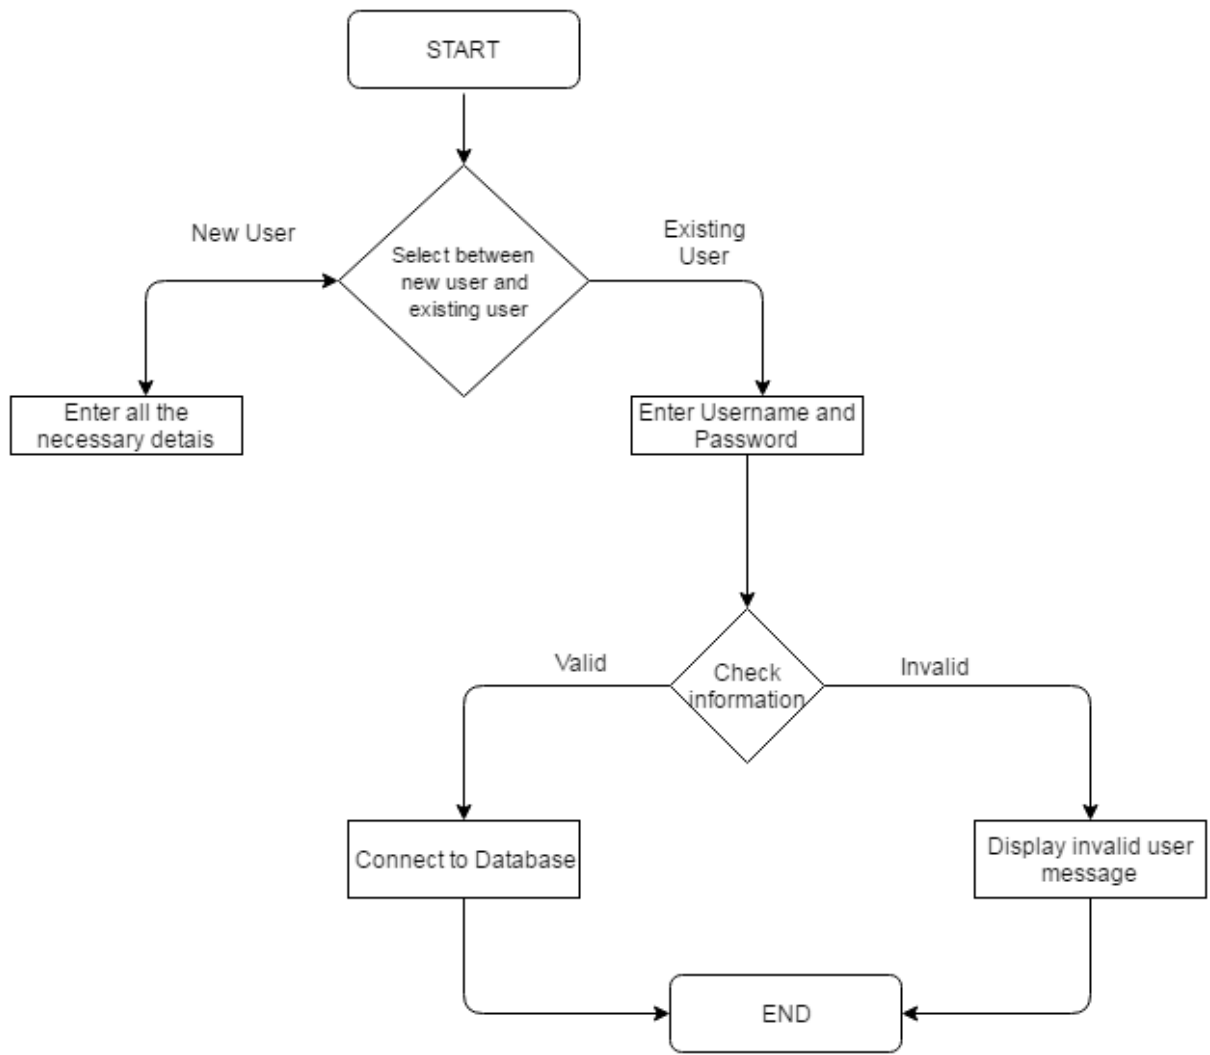 START
New User
Existing
User
Select between
new user and
existing user
Enter all the
necessary detais
Enter Username and
Password
Valid
Invalid
Check
information
Connect to Database
Display invalid user
message
END